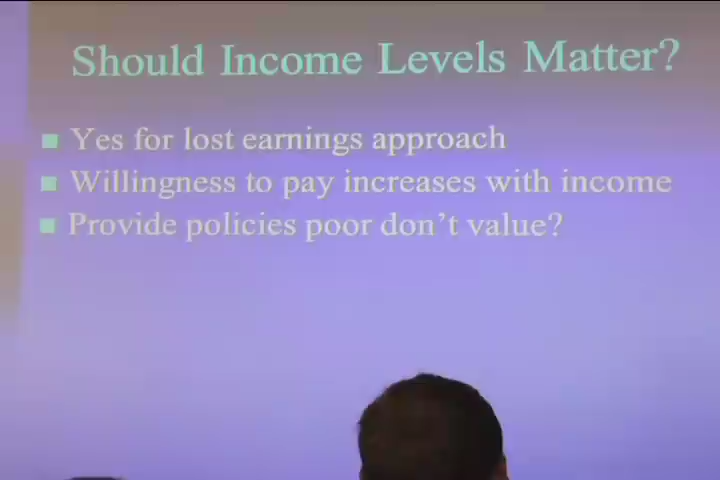 Should Income Levels Matter?
Yes for lost earnings approach
Willingness to pay increases with income
Provide policies poor don't value?